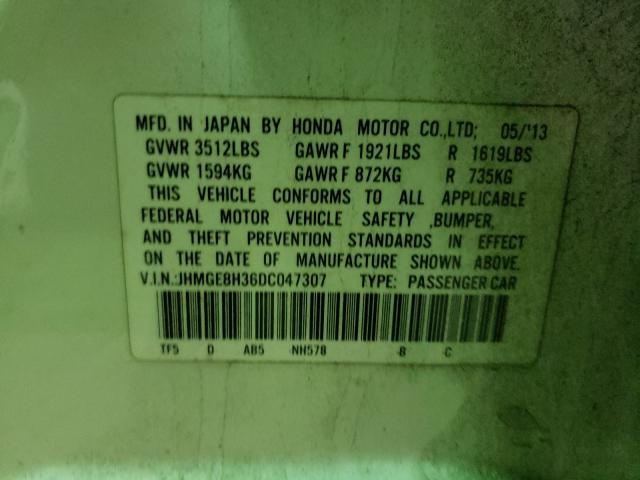 MFD. IN JAPAN BY HONDA MOTOR CO.,LTD; 05/'13
GVWR 3512LBS GAWR F 1921LBS R 1619LBS
GVWR 1594KG GAWR F 872KG R 735KG
THIS VEHICLE CONFORMS TO ALL APPLICABLE
FEDERAL MOTOR VEHICLE SAFETY ,BUMPER,
AND THEFT PREVENTION STANDARDS IN EFFECT
ON THE DATE OF MANUFACTURE SHOWN ABOVE.
V.I.N.:JHMGE8H36DC047307 TYPE: PASSENGER CAR
TF5 D AB5 NH578 B C